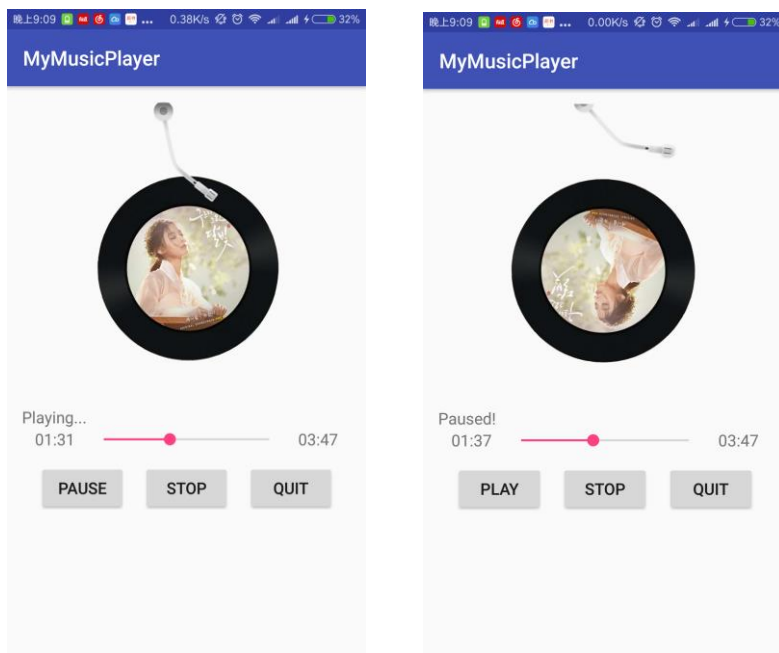 晚上9:09 ... 0.38K/s 32%
MyMusicPlayer
Playing...
01:31 03:47
PAUSE STOP QUIT
晚上9:09 ... 0.00K/s 32%
MyMusicPlayer
Paused!
01:37 03:47
PLAY STOP QUIT